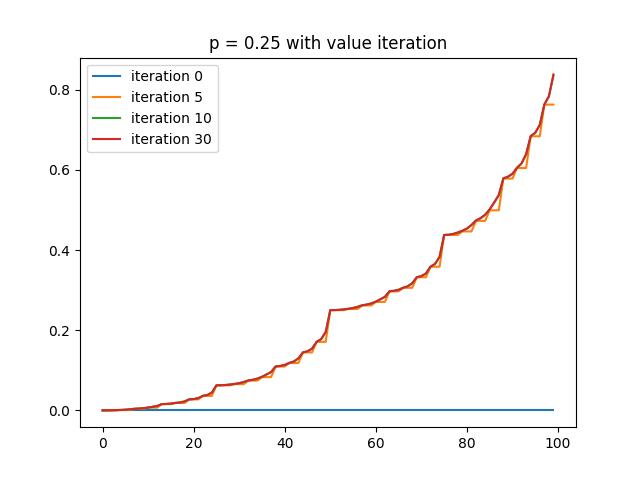 p = 0.25 with value iteration
iteration 0
iteration 5
iteration 10
iteration 30
0.8
0.6
0.4
0.2
0.0
0 20 40 60 80 100